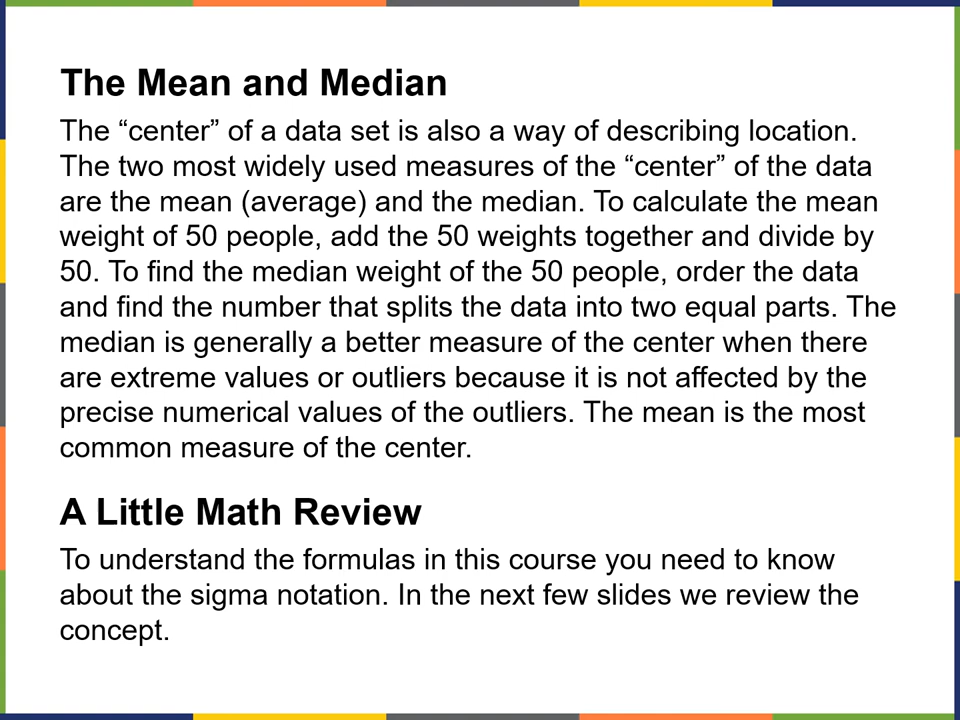 The Mean and Median
The “center” of a data set is also a way of describing location.
The two most widely used measures of the “center” of the data
are the mean (average) and the median. To calculate the mean
weight of 50 people, add the 50 weights together and divide by
50. To find the median weight of the 50 people, order the data
and find the number that splits the data into two equal parts. The
median is generally a better measure of the center when there
are extreme values or outliers because it is not affected by the
precise numerical values of the outliers. The mean is the most
common measure of the center.
A Little Math Review
To understand the formulas in this course you need to know
about the sigma notation. In the next few slides we review the
concept.